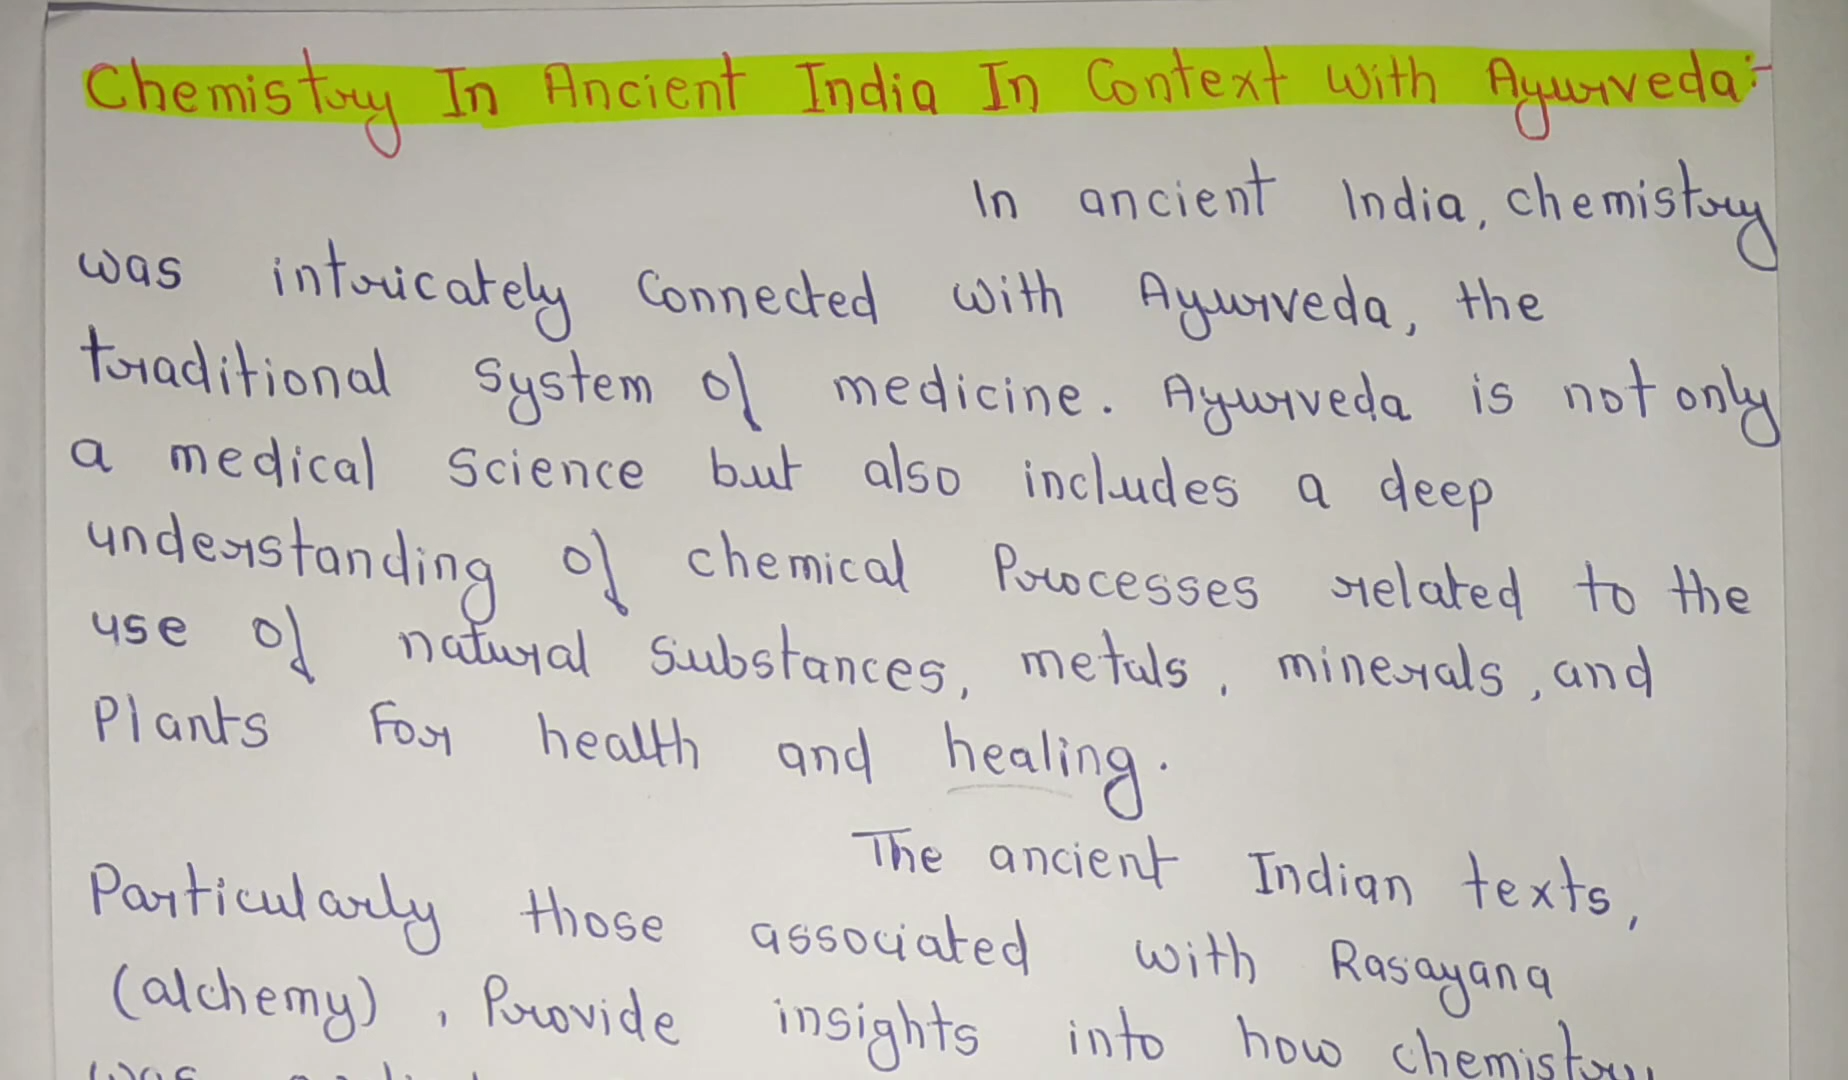 Chemistry In Ancient India In Context with Ayurveda:-
In ancient India, chemistry
was intricately Connected with Ayurveda, the
traditional system of medicine. Ayurveda is not only
a medical science but also includes a deep
understanding of chemical Processes related to the
use of natural substances, metals, minerals, and
Plants For health and healing.
The ancient Indian texts,
Particularly those associated with Rasayana
(alchemy), Provide insights into how chemistry
was